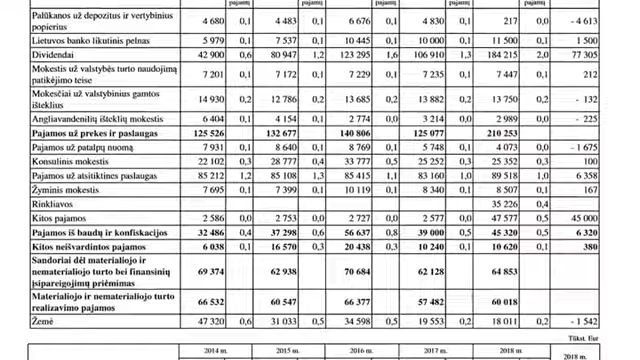 pajamų pajamų pajamų pajamų pajamų
Palūkanos už depozitus ir vertybinius popierius 4 680 0,1 4 483 0,1 6 676 0,1 4 830 0,1 217 0,0 - 4 613
Lietuvos banko likutinis pelnas 5 979 0,1 7 537 0,1 10 445 0,1 10 000 0,1 11 500 0,1 1 500
Dividendai 42 900 0,6 80 947 1,2 123 295 1,6 106 910 1,3 184 215 2,0 77 305
Mokestis už valstybės turto naudojimą patikėjimo teise 7 201 0,1 7 172 0,1 7 229 0,1 7 235 0,1 7 447 0,1 212
Mokesčiai už valstybinius gamtos išteklius 14 930 0,2 12 786 0,2 13 685 0,2 13 882 0,2 13 750 0,2 - 132
Angliavandenilių išteklių mokestis 6 404 0,1 4 154 0,1 2 774 0,0 3 214 0,0 2 989 0,0 - 225
Pajamos už prekes ir paslaugas 125 526 132 677 140 806 125 077 210 253
Pajamos už patalpų nuomą 7 931 0,1 8 640 0,1 8 769 0,1 5 748 0,1 4 073 0,0 - 1 675
Konsulinis mokestis 22 102 0,3 28 777 0,4 33 777 0,5 25 252 0,3 25 352 0,3 100
Pajamos už atsitiktines paslaugas 85 212 1,2 85 108 1,3 85 415 1,1 83 160 1,0 89 518 1,0 6 358
Žyminis mokestis 7 695 0,1 7 399 0,1 10 119 0,1 8 340 0,1 8 507 0,1 167
Rinkliavos 35 226 0,4
Kitos pajamos 2 586 0,0 2 753 0,0 2 727 0,0 2 577 0,0 47 577 0,5 45 000
Pajamos iš baudų ir konfiskacijos 32 486 0,4 37 298 0,6 56 637 0,8 39 000 0,5 45 320 0,5 6 320
Kitos neišvardintos pajamos 6 038 0,1 16 570 0,3 20 438 0,3 10 240 0,1 10 620 0,1 380
Sandoriai dėl materialiojo ir nematerialiojo turto bei finansinių įsipareigojimų priėmimas 69 374 62 938 70 684 62 128 64 853
Materialiojo ir nematerialiojo turto realizavimo pajamos 66 532 60 547 66 377 57 482 60 018
Žemė 47 320 0,6 31 033 0,5 34 598 0,5 19 553 0,2 18 011 0,2 - 1 542
Tūkst. Eur
2014 m. 2015 m. 2016 m. 2017 m. 2018 m. 2018 m.